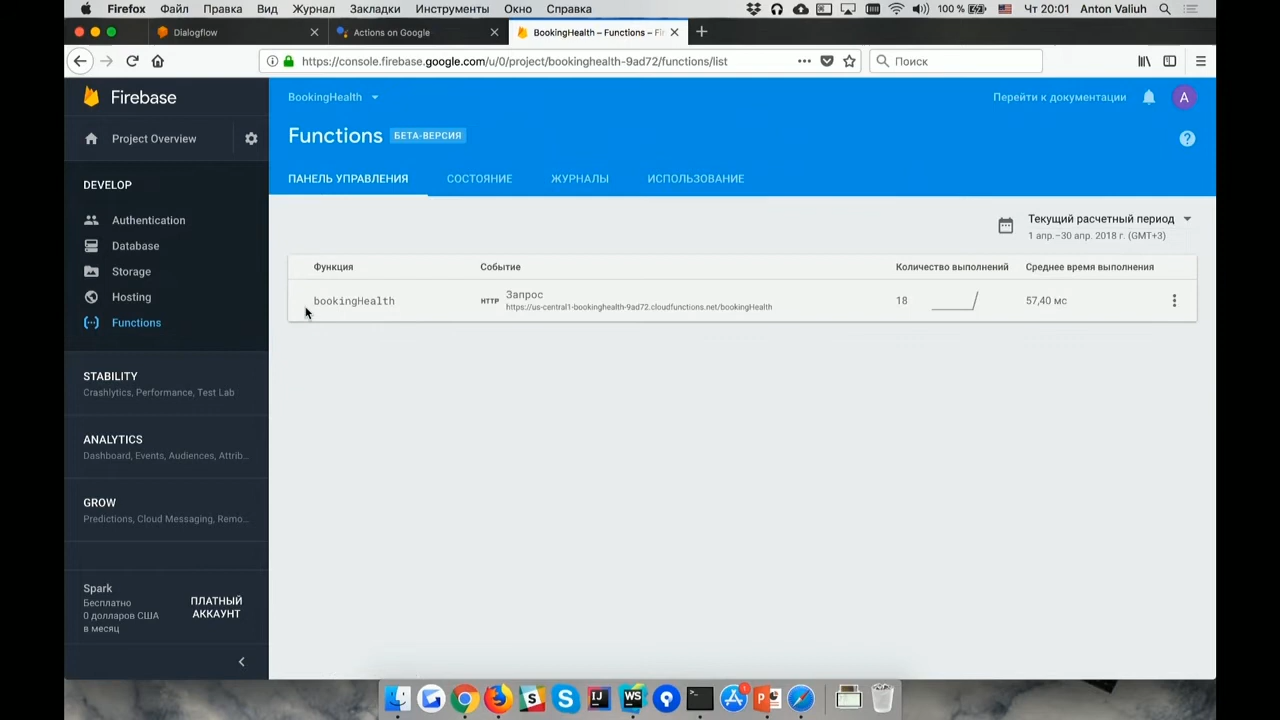 Firefox Файл Правка Вид Журнал Закладки Инструменты Окно Справка 100 % Чт 20:01 Anton Valiuh
Dialogflow Actions on Google BookingHealth – Functions – Fi
https://console.firebase.google.com/u/0/project/bookinghealth-9ad72/functions/list Поиск
Firebase BookingHealth Перейти к документации A
Project Overview
Functions БЕТА-ВЕРСИЯ ?
ПАНЕЛЬ УПРАВЛЕНИЯ СОСТОЯНИЕ ЖУРНАЛЫ ИСПОЛЬЗОВАНИЕ
DEVELOP
Authentication
Database
Storage
Hosting
Functions
Текущий расчетный период
1 апр.–30 апр. 2018 г. (GMT+3)
Функция Событие Количество выполнений Среднее время выполнения
bookingHealth HTTP Запрос 18 57,40 мс
https://us-central1-bookinghealth-9ad72.cloudfunctions.net/bookingHealth
STABILITY
Crashlytics, Performance, Test Lab
ANALYTICS
Dashboard, Events, Audiences, Attrib...
GROW
Predictions, Cloud Messaging, Remo...
Spark
Бесплатно
0 долларов США
в месяц
ПЛАТНЫЙ
АККАУНТ
WS